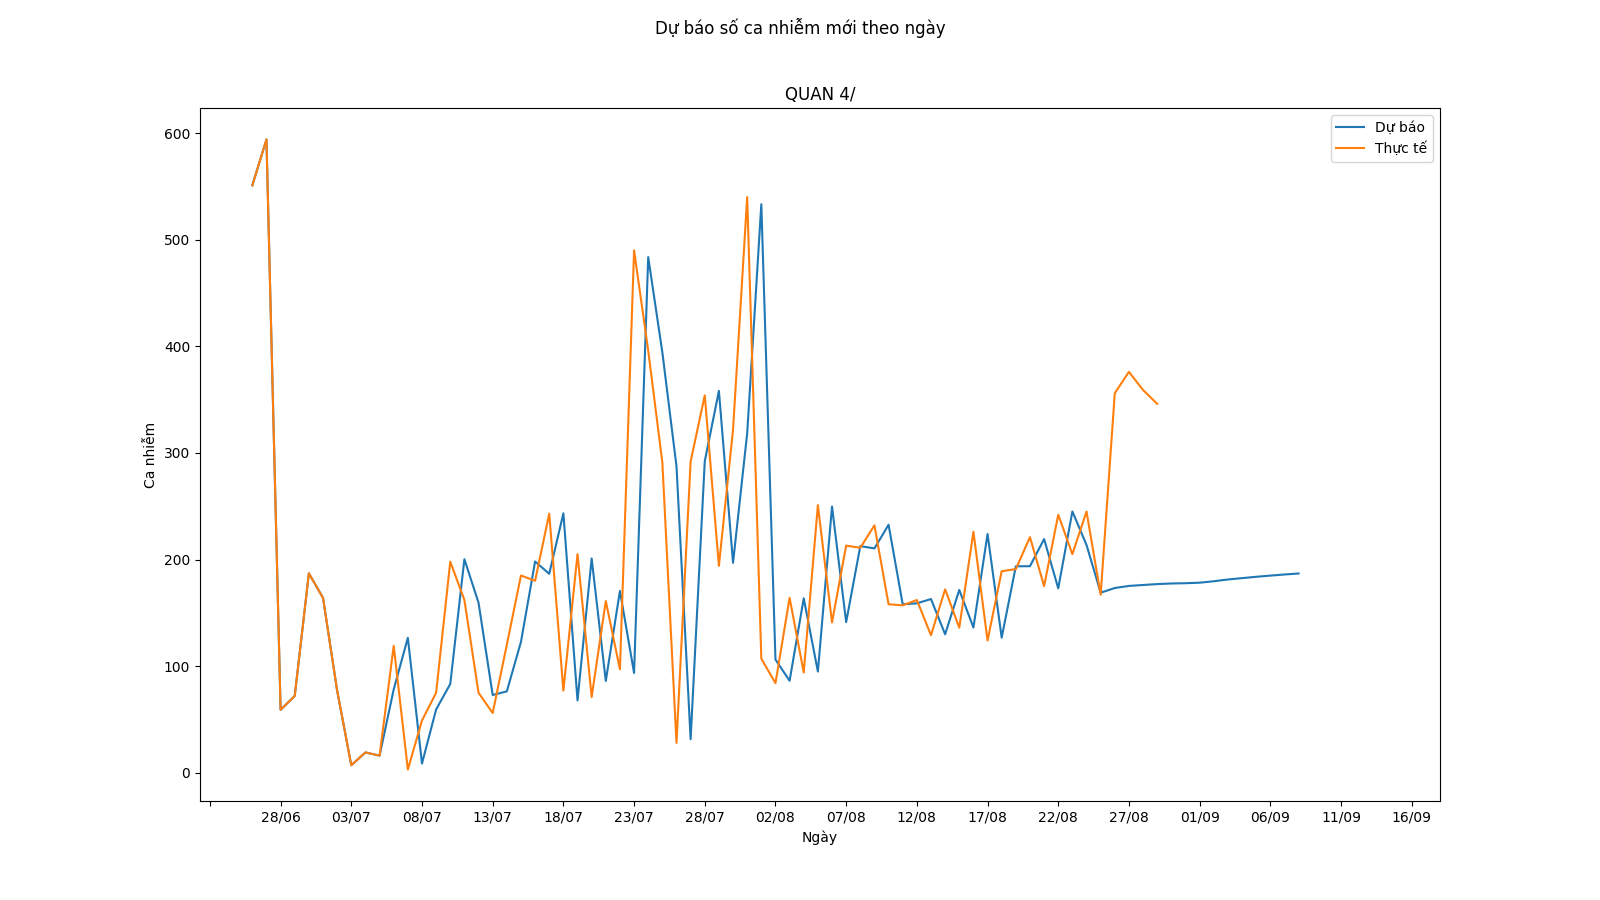 Dự báo số ca nhiễm mới theo ngày
QUAN 4/
Dự báo
Thực tế
600
500
400
300
200
100
0
Ca nhiễm
28/06 03/07 08/07 13/07 18/07 23/07 28/07 02/08 07/08 12/08 17/08 22/08 27/08 01/09 06/09 11/09 16/09
Ngày